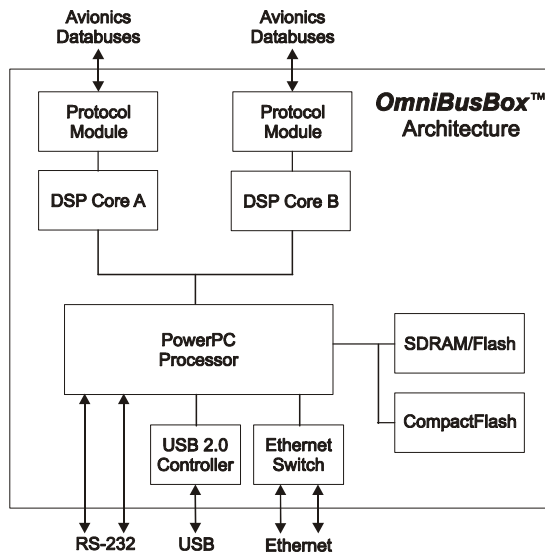 Avionics
Databuses
Avionics
Databuses
OmniBusBox™
Architecture
Protocol
Module
Protocol
Module
DSP Core A
DSP Core B
PowerPC
Processor
SDRAM/Flash
CompactFlash
USB 2.0
Controller
Ethernet
Switch
RS-232
USB
Ethernet